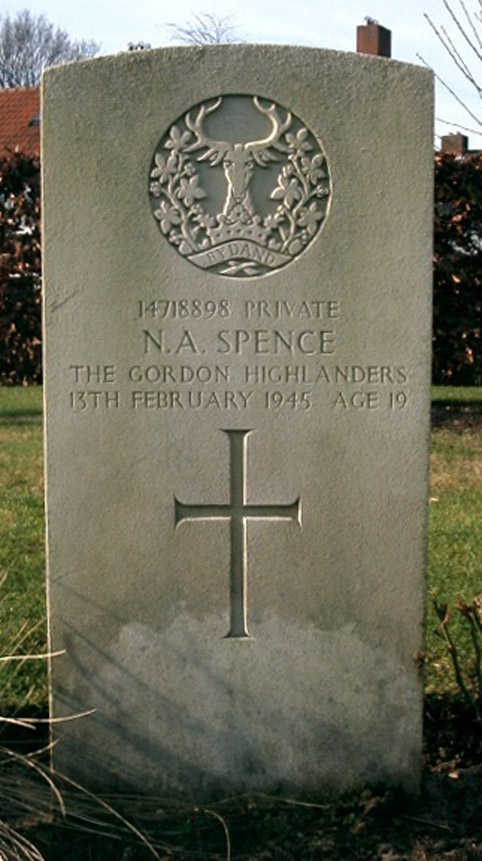 BYDAND
14718898 PRIVATE
N.A. SPENCE
THE GORDON HIGHLANDERS
13TH FEBRUARY 1945 AGE 19